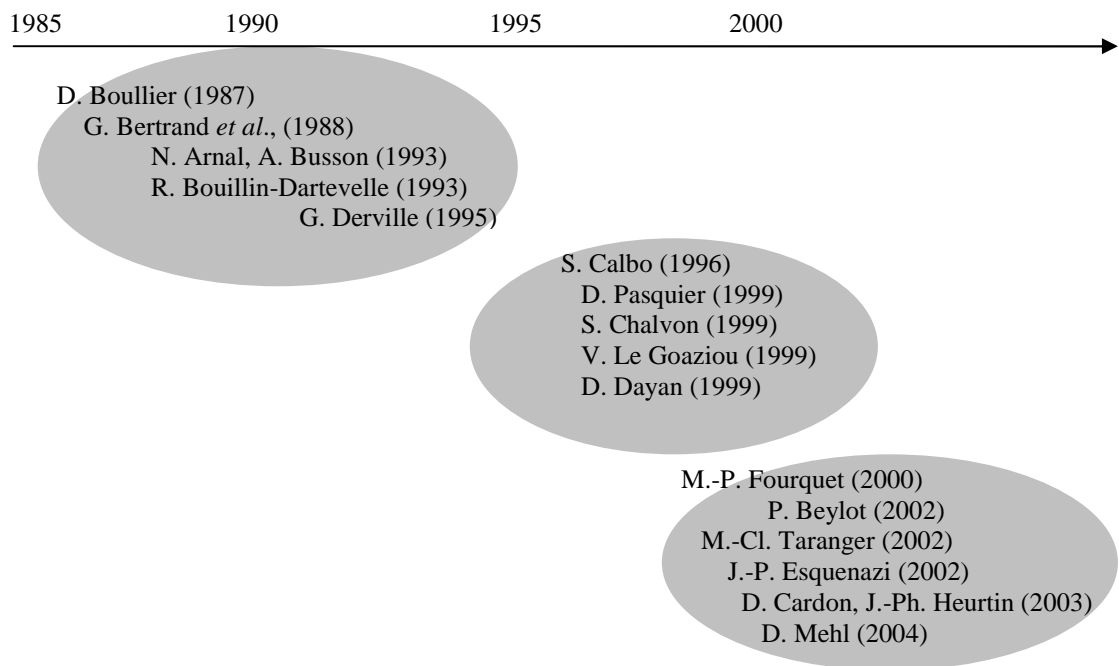 1985 1990 1995 2000
D. Boullier (1987)
G. Bertrand et al., (1988)
N. Arnal, A. Busson (1993)
R. Bouillin-Dartevelle (1993)
G. Derville (1995)
S. Calbo (1996)
D. Pasquier (1999)
S. Chalvon (1999)
V. Le Goaziou (1999)
D. Dayan (1999)
M.-P. Fourquet (2000)
P. Beylot (2002)
M.-Cl. Taranger (2002)
J.-P. Esquenazi (2002)
D. Cardon, J.-Ph. Heurtin (2003)
D. Mehl (2004)